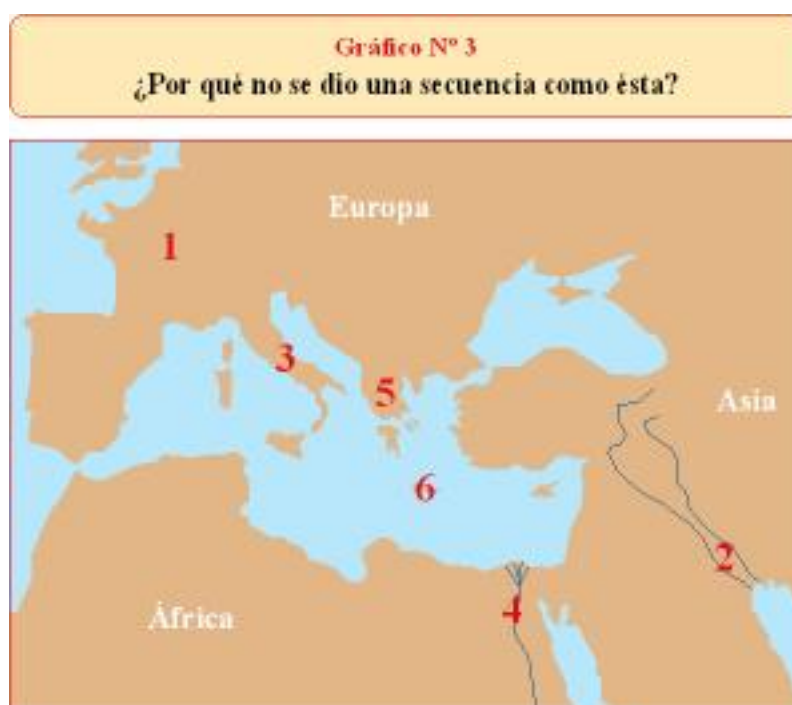 Gráfico Nº 3
¿Por qué no se dio una secuencia como ésta?
Europa
1
3
5
Asia
6
2
4
África